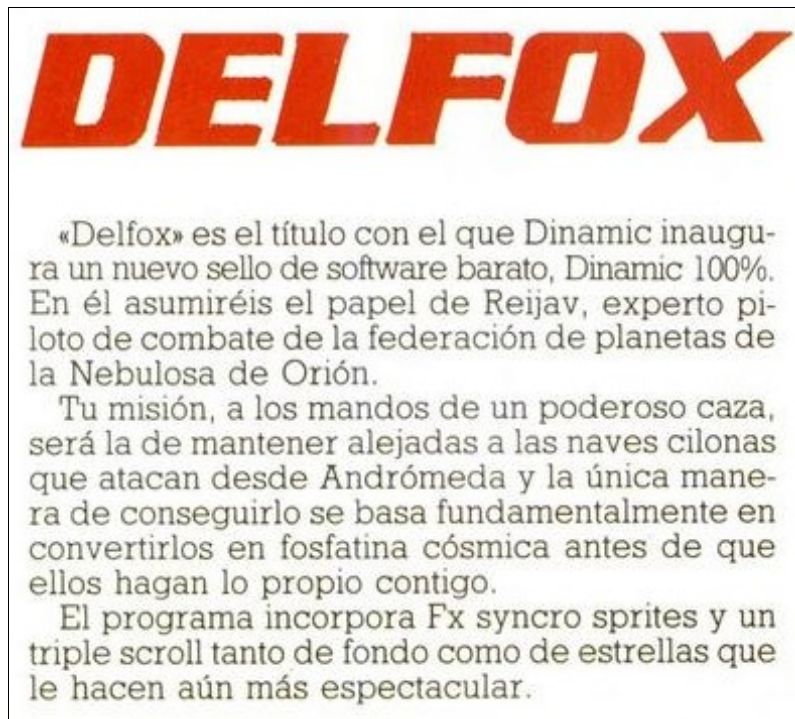 DELFOX
«Delfox» es el título con el que Dinamic inaugu-
ra un nuevo sello de software barato, Dinamic 100%.
En él asumiréis el papel de Reijav, experto pi-
loto de combate de la federación de planetas de
la Nebulosa de Orión.
Tu misión, a los mandos de un poderoso caza,
será la de mantener alejadas a las naves cilonas
que atacan desde Andrómeda y la única mane-
ra de conseguirlo se basa fundamentalmente en
convertirlos en fosfatina cósmica antes de que
ellos hagan lo propio contigo.
El programa incorpora Fx syncro sprites y un
triple scroll tanto de fondo como de estrellas que
le hacen aún más espectacular.